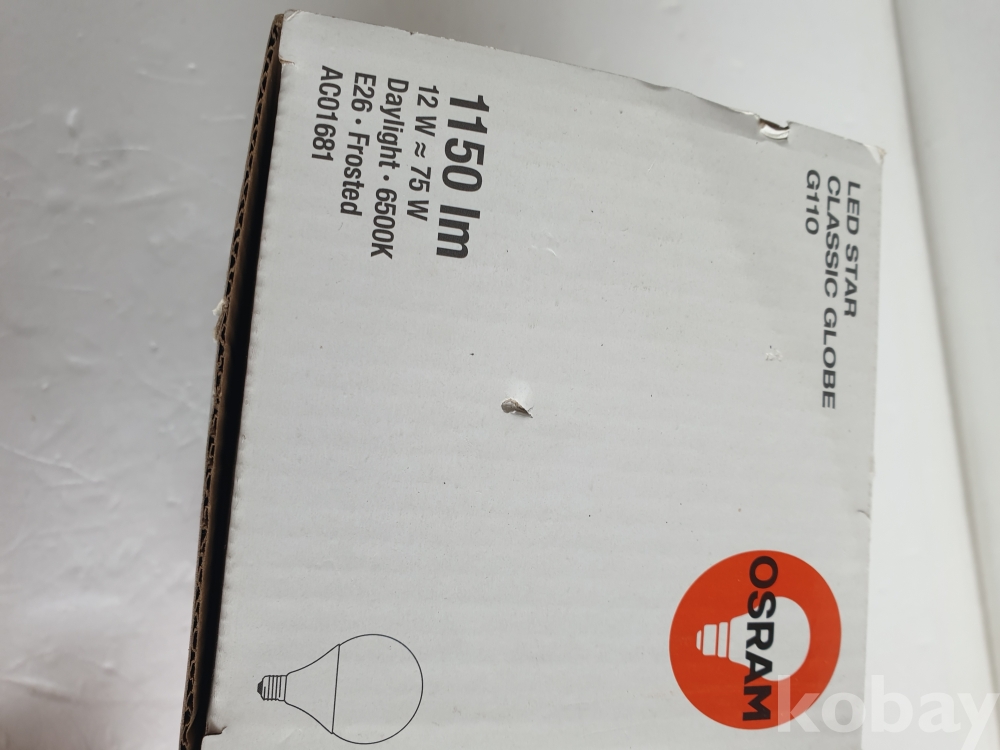 LED STAR
CLASSIC GLOBE
G110
1150 lm
12 W ≈ 75 W
Daylight · 6500K
E26 · Frosted
AC01681
OSRAM
kobay